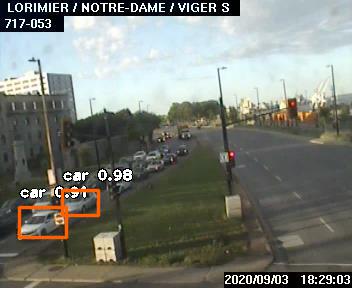 LORIMIER / NOTRE-DAME / VIGER S
717-053
car 0.98
car 0.91
2020/09/03 18:29:03